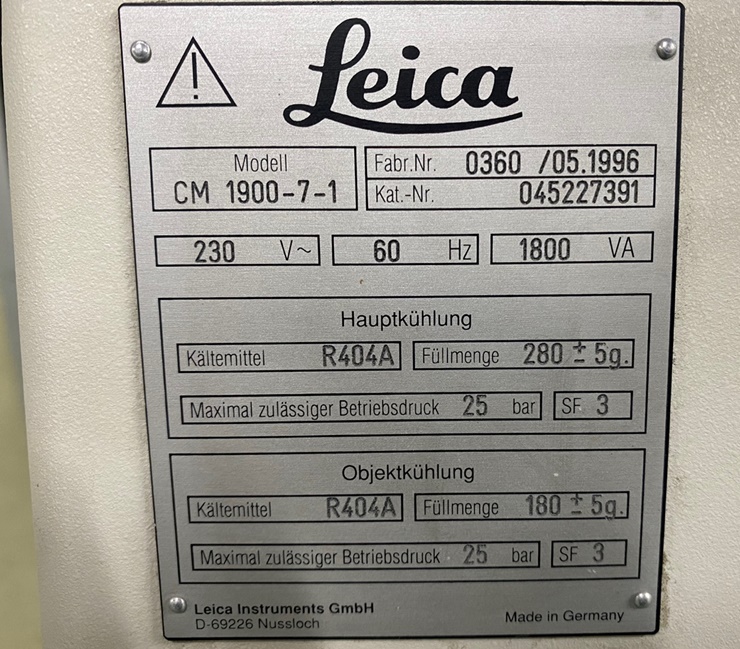 Leica
Modell
CM 1900-7-1
Fabr.Nr. 0360 /05.1996
Kat.-Nr. 045227391
230 V~ 60 Hz 1800 VA
Hauptkühlung
Kältemittel R404A Füllmenge 280 ± 5g.
Maximal zulässiger Betriebsdruck 25 bar SF 3
Objektkühlung
Kältemittel R404A Füllmenge 180 ± 5g.
Maximal zulässiger Betriebsdruck 25 bar SF 3
Leica Instruments GmbH
D-69226 Nussloch
Made in Germany